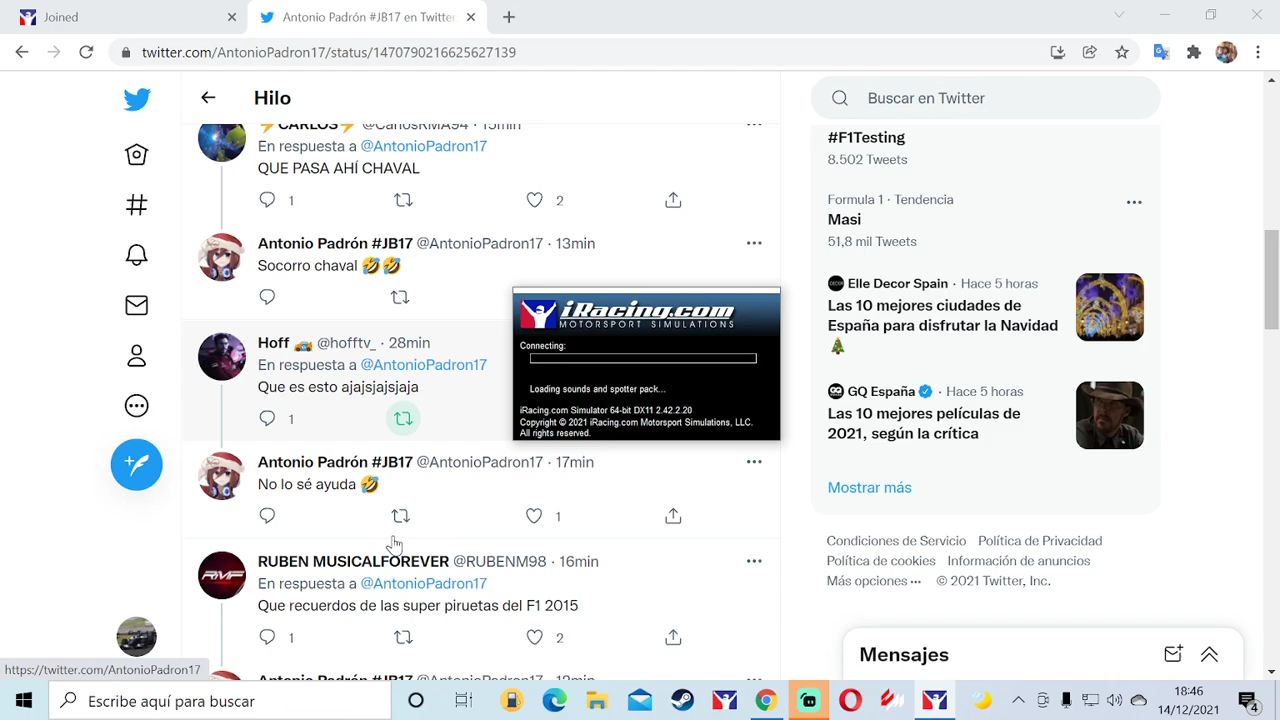 Joined
Antonio Padrón #JB17 en Twitter
twitter.com/AntonioPadron17/status/1470790216625627139
Hilo
Buscar en Twitter
⚡CARLOS⚡ @CarlosRMA94 · 15min
En respuesta a @AntonioPadron17
QUE PASA AHÍ CHAVAL
1
2
Antonio Padrón #JB17 @AntonioPadron17 · 13min
Socorro chaval 🤣🤣
Hoff 🚗 @hofftv_ · 28min
En respuesta a @AntonioPadron17
Que es esto ajajsjajsjaja
1
Antonio Padrón #JB17 @AntonioPadron17 · 17min
No lo sé ayuda 🤣
1
RUBEN MUSICALFOREVER @RUBENM98 · 16min
En respuesta a @AntonioPadron17
Que recuerdos de las super piruetas del F1 2015
1
2
iRacing.com
MOTORSPORT SIMULATIONS
Connecting:
Loading sounds and spotter pack...
iRacing.com Simulator 64-bit DX11 2.42.2.20
Copyright © 2021 iRacing.com Motorsport Simulations, LLC.
All rights reserved.
#F1Testing
8.502 Tweets
Formula 1 · Tendencia
Masi
51,8 mil Tweets
Elle Decor Spain · Hace 5 horas
Las 10 mejores ciudades de
España para disfrutar la Navidad
🎄
GQ España · Hace 5 horas
Las 10 mejores películas de
2021, según la crítica
Mostrar más
Condiciones de Servicio Política de Privacidad
Política de cookies Información de anuncios
Más opciones ··· © 2021 Twitter, Inc.
Mensajes
https://twitter.com/AntonioPadron17
Escribe aquí para buscar
18:46
14/12/2021
4